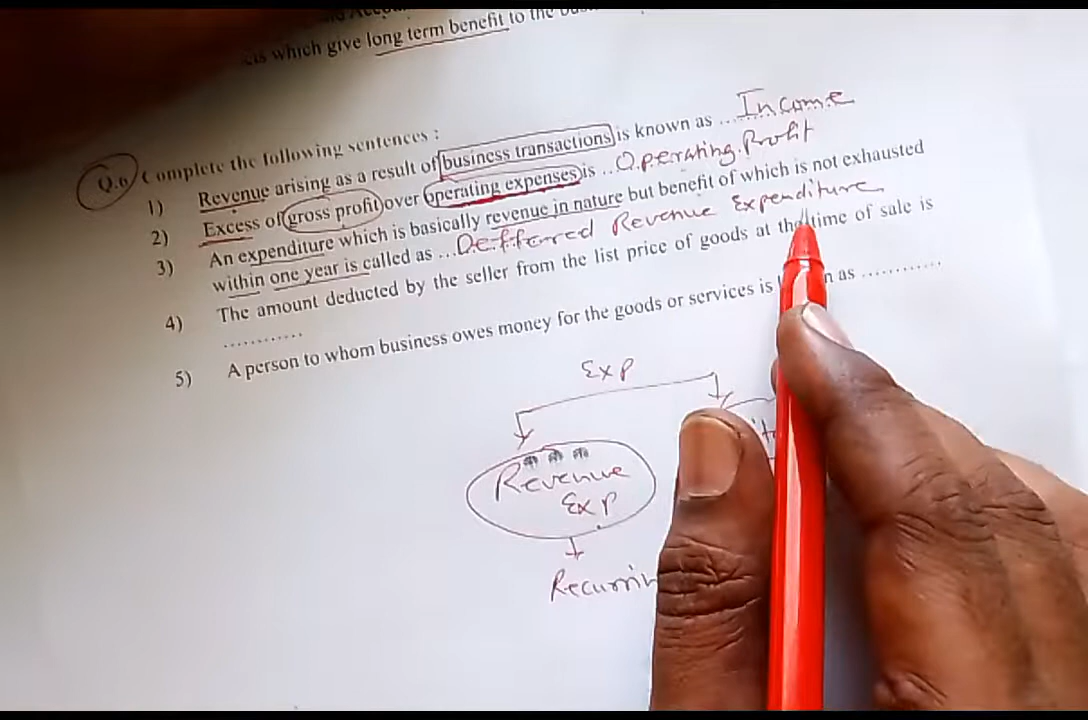 which give long term benefit to the
Q.6 Complete the following sentences :
1) Revenue arising as a result of business transactions is known as ... Income
2) Excess of gross profit over operating expenses is ... Operating Profit
3) An expenditure which is basically revenue in nature but benefit of which is not exhausted
within one year is called as ... Deffered Revenue Expenditure
4) The amount deducted by the seller from the list price of goods at the time of sale is
............
5) A person to whom business owes money for the goods or services is as ............
Exp
Revenue
Exp